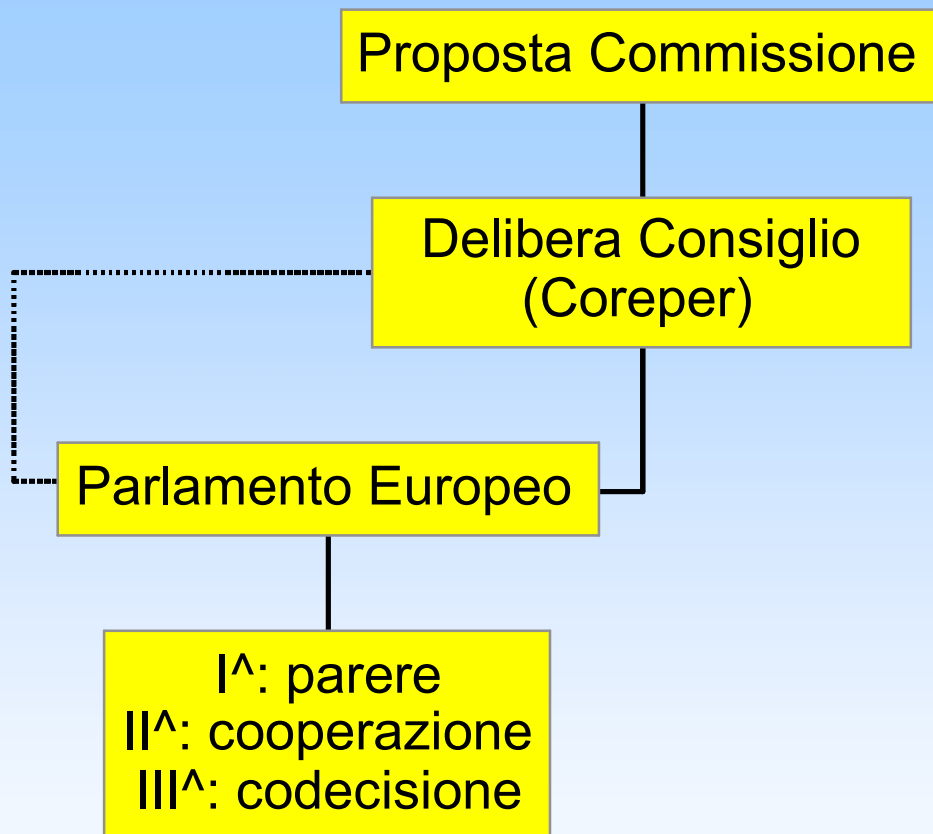 Proposta Commissione
Delibera Consiglio
(Coreper)
Parlamento Europeo
I^: parere
II^: cooperazione
III^: codecisione